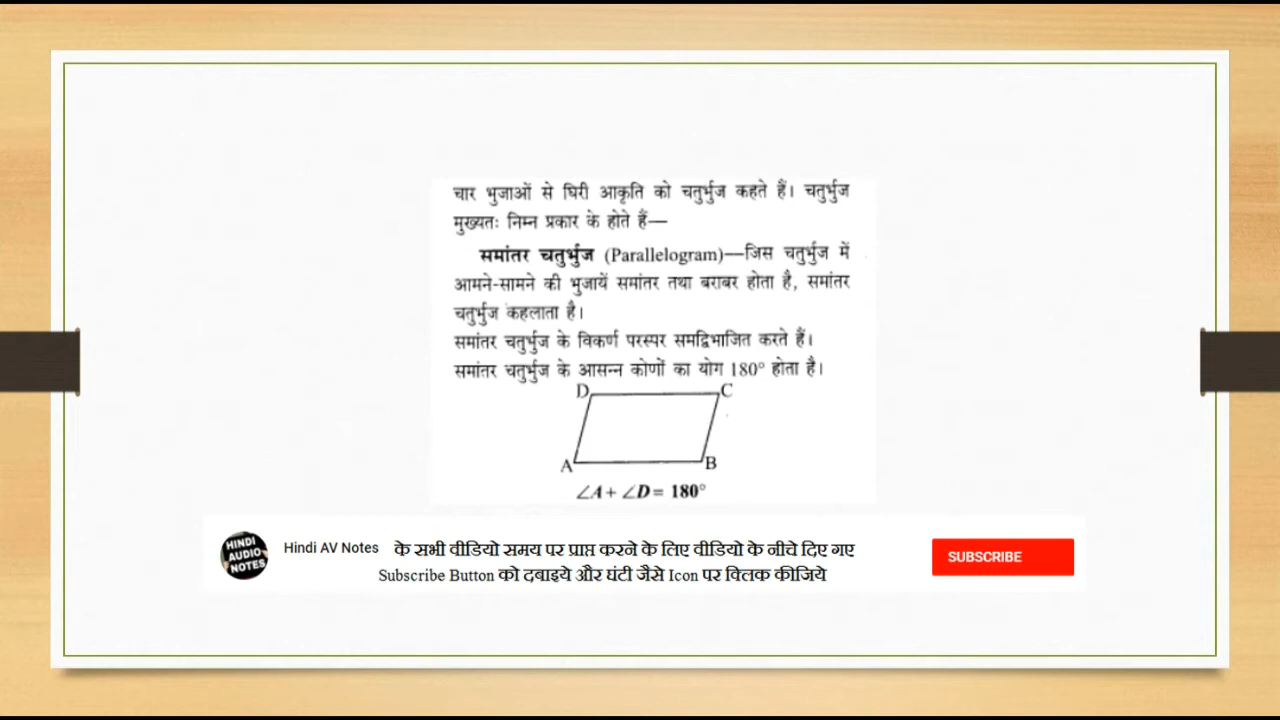 चार भुजाओं से घिरी आकृति को चतुर्भुज कहते हैं। चतुर्भुज
मुख्यतः निम्न प्रकार के होते हैं—
समांतर चतुर्भुज (Parallelogram)—जिस चतुर्भुज में
आमने-सामने की भुजायें समांतर तथा बराबर होता है, समांतर
चतुर्भुज कहलाता है।
समांतर चतुर्भुज के विकर्ण परस्पर समद्विभाजित करते हैं।
समांतर चतुर्भुज के आसन्न कोणों का योग 180° होता है।
D C
A B
∠A + ∠D = 180°
HINDI
AUDIO
NOTES
Hindi AV Notes के सभी वीडियो समय पर प्राप्त करने के लिए वीडियो के नीचे दिए गए
Subscribe Button को दबाइये और घंटी जैसे Icon पर क्लिक कीजिये
SUBSCRIBE